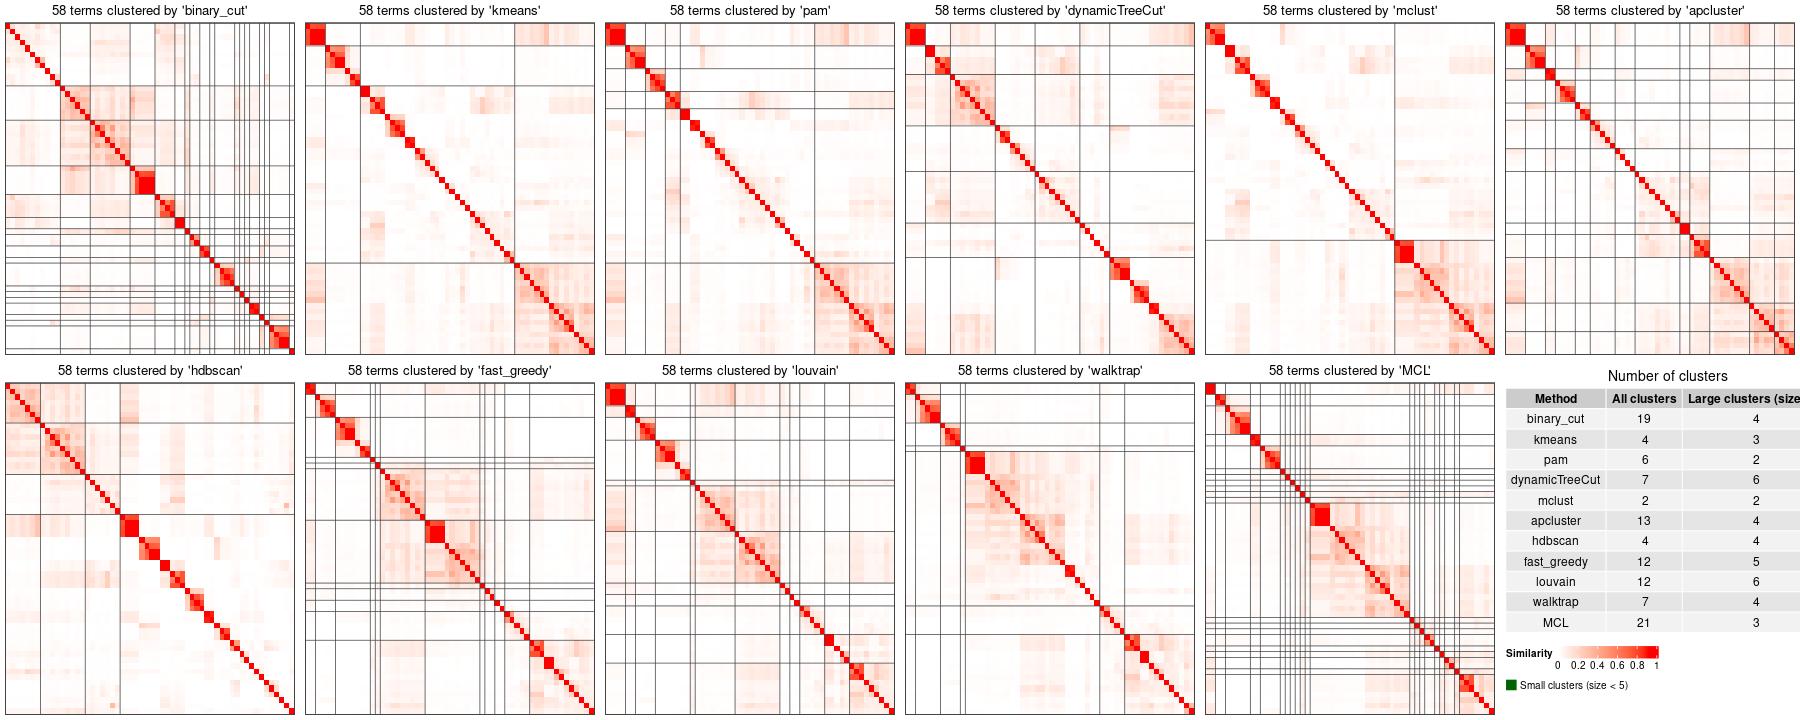 58 terms clustered by 'binary_cut'
58 terms clustered by 'kmeans'
58 terms clustered by 'pam'
58 terms clustered by 'dynamicTreeCut'
58 terms clustered by 'mclust'
58 terms clustered by 'apcluster'
58 terms clustered by 'hdbscan'
58 terms clustered by 'fast_greedy'
58 terms clustered by 'louvain'
58 terms clustered by 'walktrap'
58 terms clustered by 'MCL'
Number of clusters
Method All clusters Large clusters (size
binary_cut 19 4
kmeans 4 3
pam 6 2
dynamicTreeCut 7 6
mclust 2 2
apcluster 13 4
hdbscan 4 4
fast_greedy 12 5
louvain 12 6
walktrap 7 4
MCL 21 3
Similarity
0 0.2 0.4 0.6 0.8 1
Small clusters (size < 5)